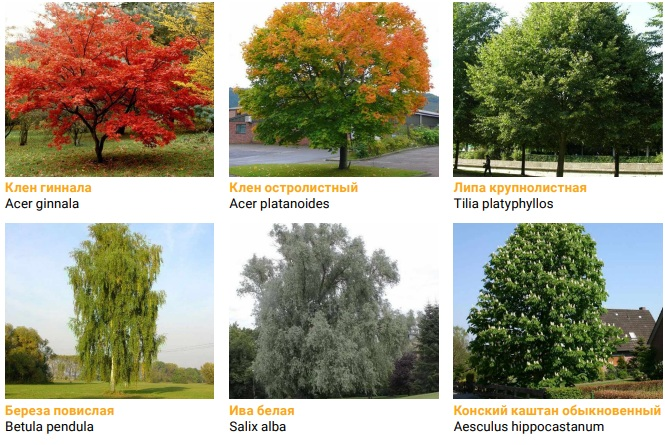 Клен гиннала
Acer ginnala
Клен остролистный
Acer platanoides
Липа крупнолистная
Tilia platyphyllos
Береза повислая
Betula pendula
Ива белая
Salix alba
Конский каштан обыкновенный
Aesculus hippocastanum